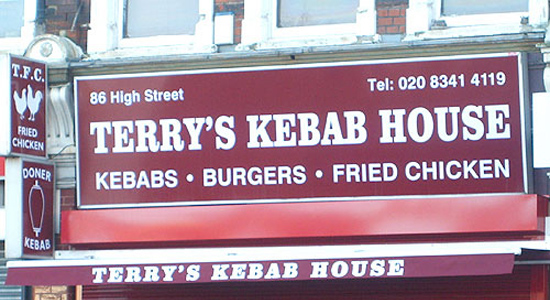 T.F.C.
FRIED
CHICKEN
DONER
KEBAB
86 High Street
Tel: 020 8341 4119
TERRY'S KEBAB HOUSE
KEBABS • BURGERS • FRIED CHICKEN
TERRY'S KEBAB HOUSE